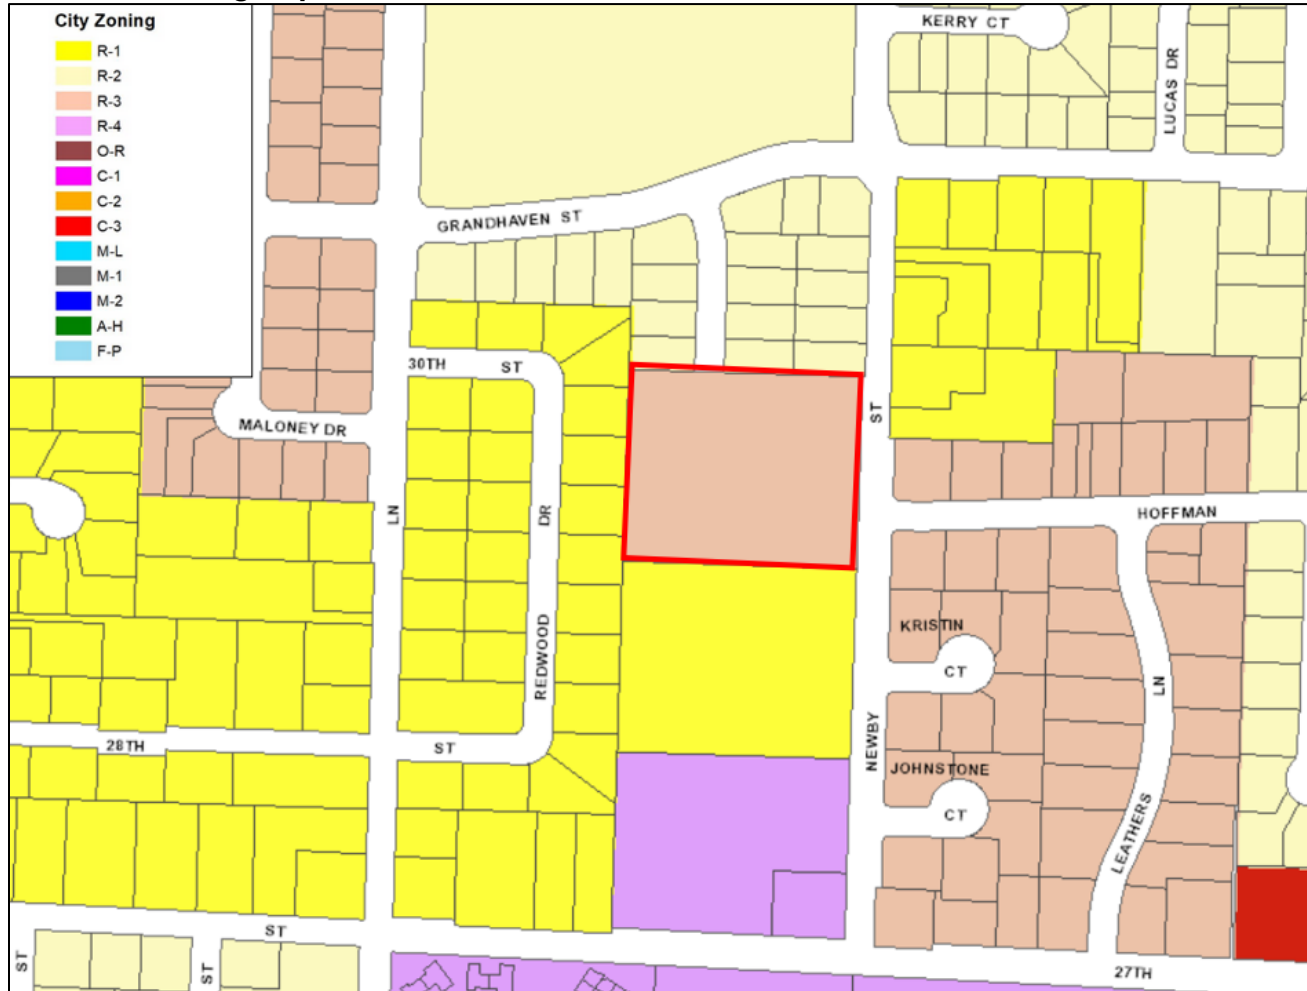 City Zoning
R-1
R-2
R-3
R-4
O-R
C-1
C-2
C-3
M-L
M-1
M-2
A-H
F-P
KERRY CT
LUCAS DR
GRANDHAVEN ST
30TH ST
ST
MALONEY DR
LN
DR
REDWOOD
HOFFMAN
KRISTIN
CT
LN
NEWBY
JOHNSTONE
CT
LEATHERS
28TH
ST
ST
ST
ST
27TH